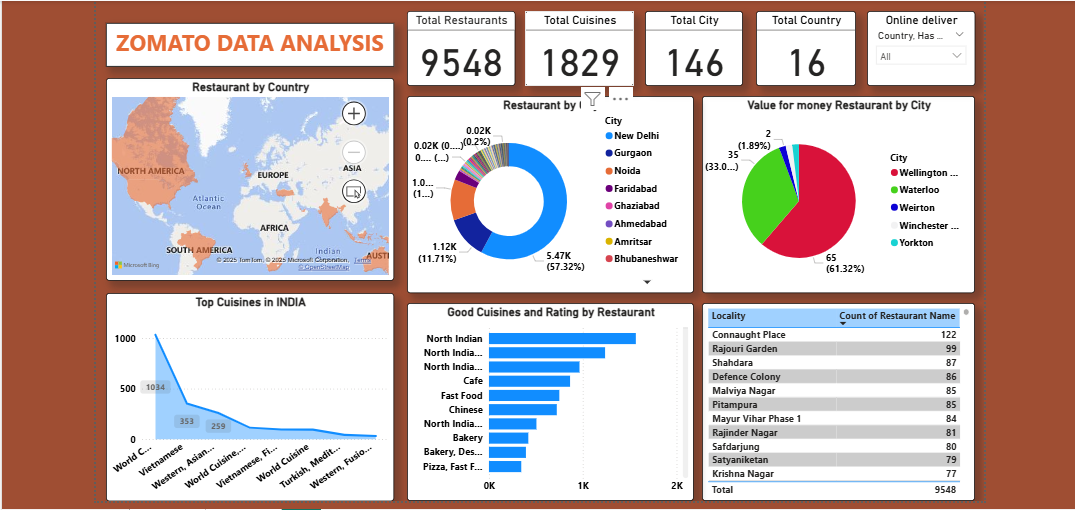 ZOMATO DATA ANALYSIS
Total Restaurants
9548
Total Cuisines
1829
Total City
146
Total Country
16
Online deliver
Country, Has ...
All
Restaurant by Country
NORTH AMERICA
EUROPE
ASIA
Atlantic
Ocean
AFRICA
SOUTH AMERICA
Indian
AUST
Microsoft Bing
© 2025 TomTom, © 2025 Microsoft Corporation, Terms
© OpenStreetMap
Restaurant by C
0.02K
(0.2%)
0.02K (0....)
0.... (...)
1.0...
(1...)
1.12K
(11.71%)
5.47K
(57.32%)
City
New Delhi
Gurgaon
Noida
Faridabad
Ghaziabad
Ahmedabad
Amritsar
Bhubaneshwar
Value for money Restaurant by City
2
(1.89%)
35
(33.0...)
65
(61.32%)
City
Wellington ...
Waterloo
Weirton
Winchester ...
Yorkton
Top Cuisines in INDIA
1000
500
0
1034
353
259
World C...
Vietnamese
Western, Asian...
World Cuisine,...
Vietnamese, Fi...
World Cuisine
Turkish, Medit...
Western, Fusio...
Good Cuisines and Rating by Restaurant
North Indian
North India...
North India...
Cafe
Fast Food
Chinese
North India...
Bakery
Bakery, Des...
Pizza, Fast F...
0K 1K 2K
Locality Count of Restaurant Name
Connaught Place 122
Rajouri Garden 99
Shahdara 87
Defence Colony 86
Malviya Nagar 85
Pitampura 85
Mayur Vihar Phase 1 84
Rajinder Nagar 81
Safdarjung 80
Satyaniketan 79
Krishna Nagar 77
Total 9548